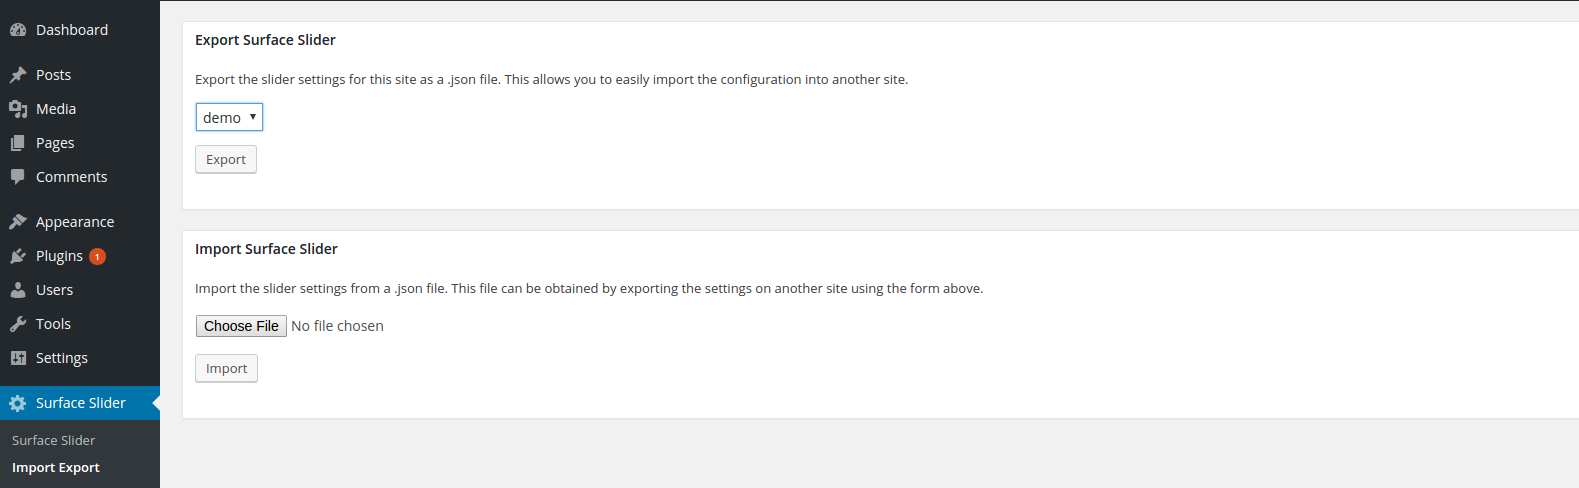 Dashboard
Posts
Media
Pages
Comments
Appearance
Plugins 1
Users
Tools
Settings
Surface Slider
Surface Slider
Import Export
Export Surface Slider
Export the slider settings for this site as a .json file. This allows you to easily import the configuration into another site.
demo
Export
Import Surface Slider
Import the slider settings from a .json file. This file can be obtained by exporting the settings on another site using the form above.
Choose File No file chosen
Import